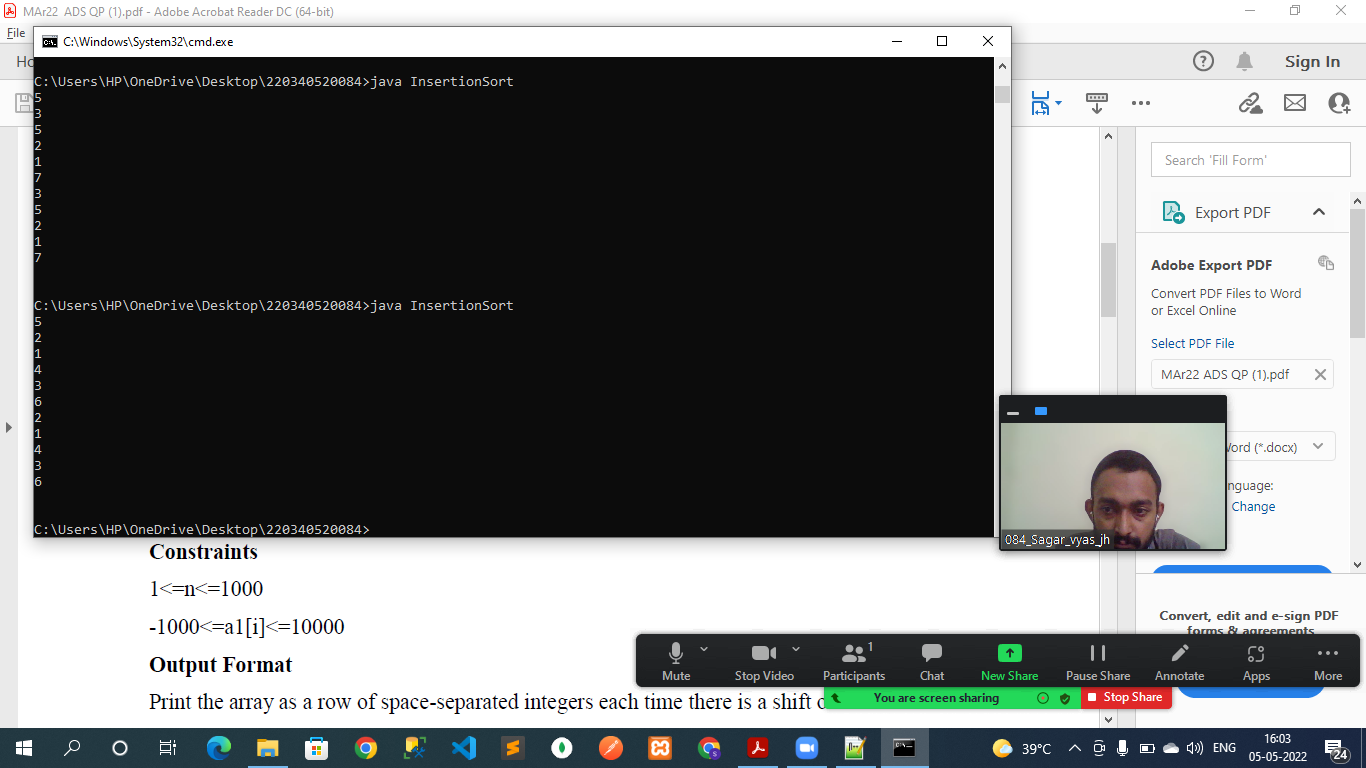 MAr22 ADS QP (1).pdf - Adobe Acrobat Reader DC (64-bit)
File
C:\Windows\System32\cmd.exe
Sign In
C:\Users\HP\OneDrive\Desktop\220340520084>java InsertionSort
5
3
5
2
1
7
3
5
2
1
7
C:\Users\HP\OneDrive\Desktop\220340520084>java InsertionSort
5
2
1
4
3
6
2
1
4
3
6
C:\Users\HP\OneDrive\Desktop\220340520084>
Constraints
1<=n<=1000
-1000<=a1[i]<=10000
Output Format
Print the array as a row of space-separated integers each time there is a shift
Search 'Fill Form'
Export PDF
Adobe Export PDF
Convert PDF Files to Word
or Excel Online
Select PDF File
MAr22 ADS QP (1).pdf
(*.docx)
Change
Convert, edit and e-sign PDF
forms & agreements
084_Sagar_vyas_jh
Mute
Stop Video
Participants
1
Chat
New Share
Pause Share
Annotate
Apps
More
You are screen sharing
Stop Share
39°C
ENG
16:03
05-05-2022
24